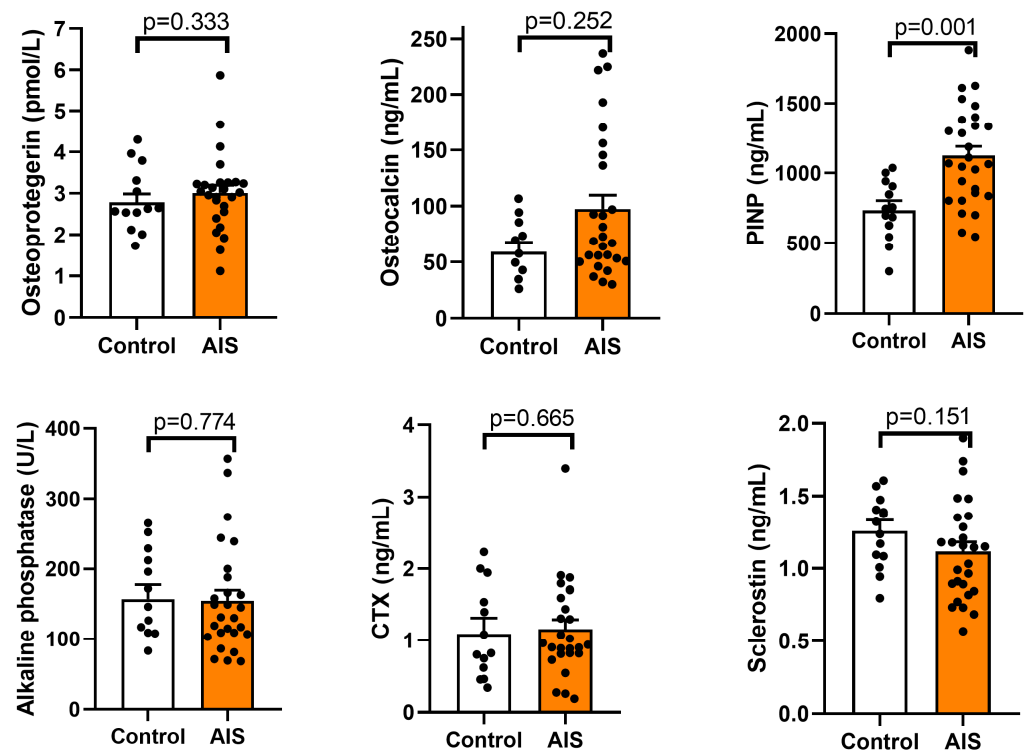 p=0.333
Osteoprotegerin (pmol/L)
7
6
5
4
3
2
1
0
Control AIS
p=0.252
Osteocalcin (ng/mL)
250
200
150
100
50
0
Control AIS
p=0.001
PINP (ng/mL)
2000
1500
1000
500
0
Control AIS
p=0.774
Alkaline phosphatase (U/L)
400
300
200
100
0
Control AIS
p=0.665
CTX (ng/mL)
4
3
2
1
0
Control AIS
p=0.151
Sclerostin (ng/mL)
2.0
1.5
1.0
0.5
0.0
Control AIS